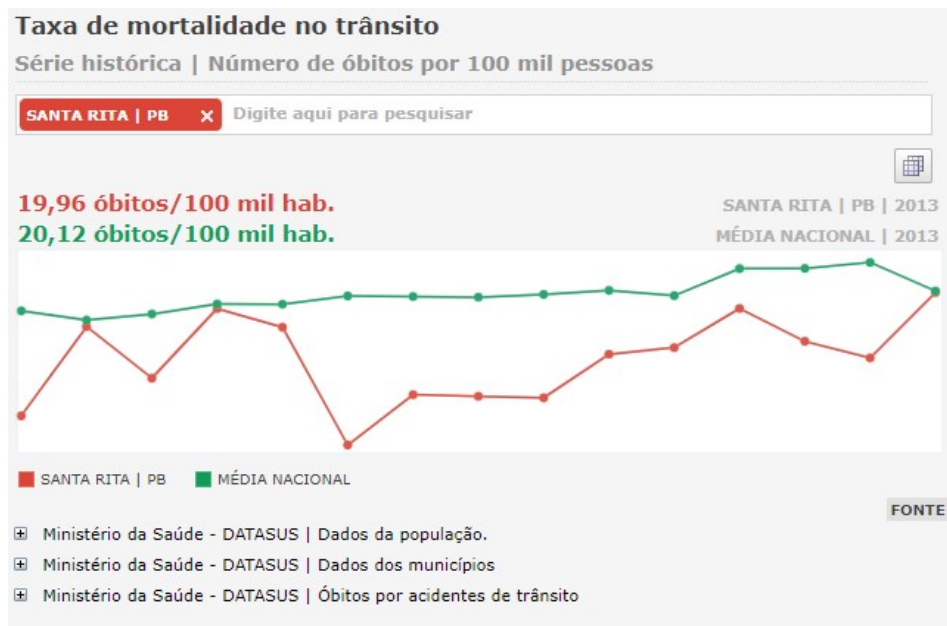 Taxa de mortalidade no trânsito
Série histórica | Número de óbitos por 100 mil pessoas
SANTA RITA | PB X Digite aqui para pesquisar
19,96 óbitos/100 mil hab. SANTA RITA | PB | 2013
20,12 óbitos/100 mil hab. MÉDIA NACIONAL | 2013
SANTA RITA | PB MÉDIA NACIONAL
FONTE
Ministério da Saúde - DATASUS | Dados da população.
Ministério da Saúde - DATASUS | Dados dos municípios
Ministério da Saúde - DATASUS | Óbitos por acidentes de trânsito